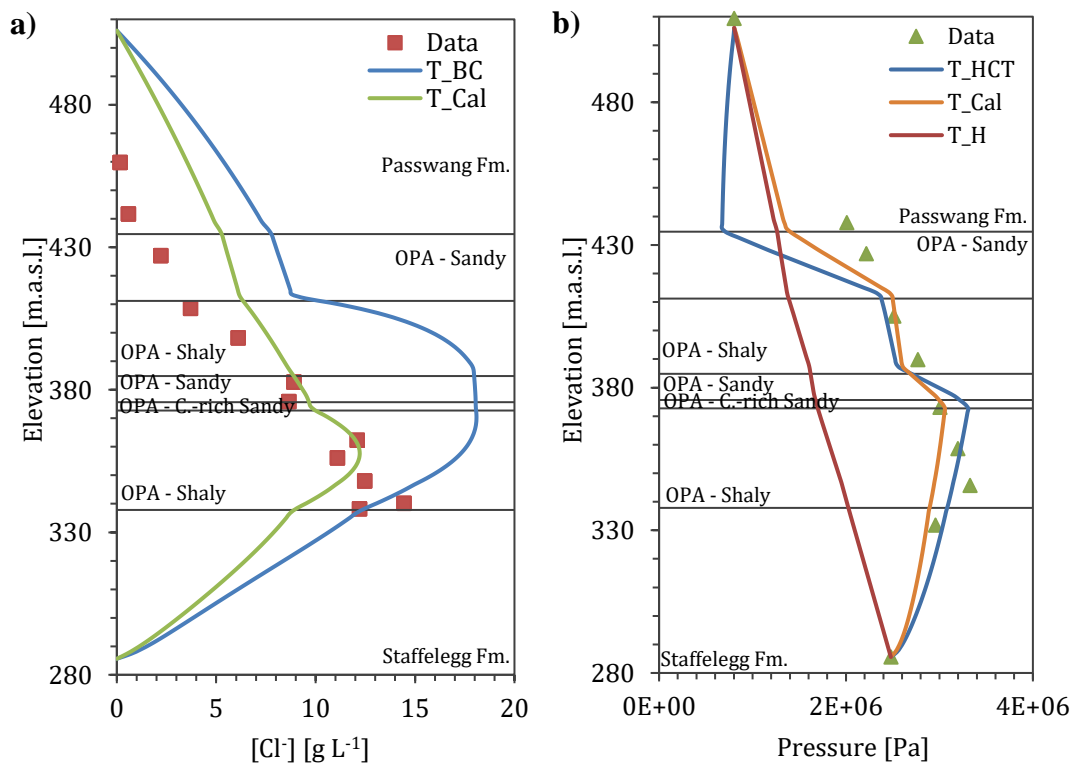 a)
Data
T_BC
T_Cal
480
430
380
330
280
Elevation [m.a.s.l.]
Passwang Fm.
OPA - Sandy
OPA - Shaly
OPA - Sandy
OPA - C.-rich Sandy
OPA - Shaly
Staffelegg Fm.
0 5 10 15 20
[Cl-] [g L-1]
b)
Data
T_HCT
T_Cal
T_H
480
430
380
330
280
Elevation [m.a.s.l.]
Passwang Fm.
OPA - Sandy
OPA - Shaly
OPA - Sandy
OPA - C.-rich Sandy
OPA - Shaly
Staffelegg Fm.
0E+00 2E+06 4E+06
Pressure [Pa]